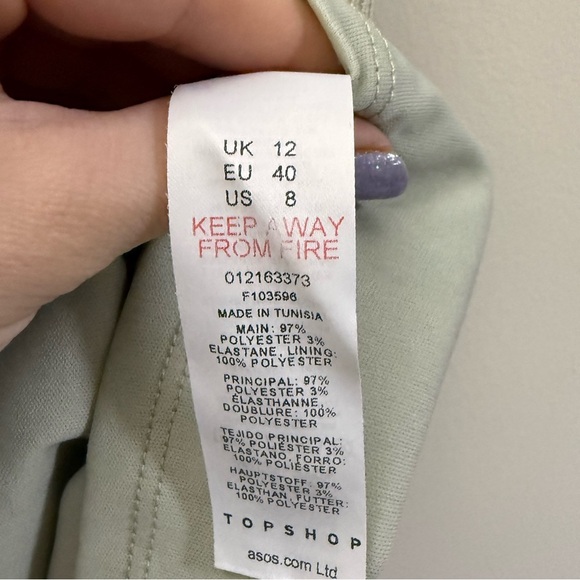 UK 12
EU 40
US 8
KEEP AWAY
FROM FIRE
012163373
F103596
MADE IN TUNISIA
MAIN: 97%
POLYESTER 3%
ELASTANE, LINING:
100% POLYESTER
PRINCIPAL: 97%
POLYESTER 3%
ÉLASTHANNE,
DOUBLURE: 100%
POLYESTER
TEJIDO PRINCIPAL:
97% POLIÉSTER 3%
ELASTANO, FORRO:
100% POLIÉSTER
HAUPTSTOFF: 97%
POLYESTER 3%
ELASTHAN, FUTTER:
100% POLYESTER
TOPSHOP
asos.com Ltd